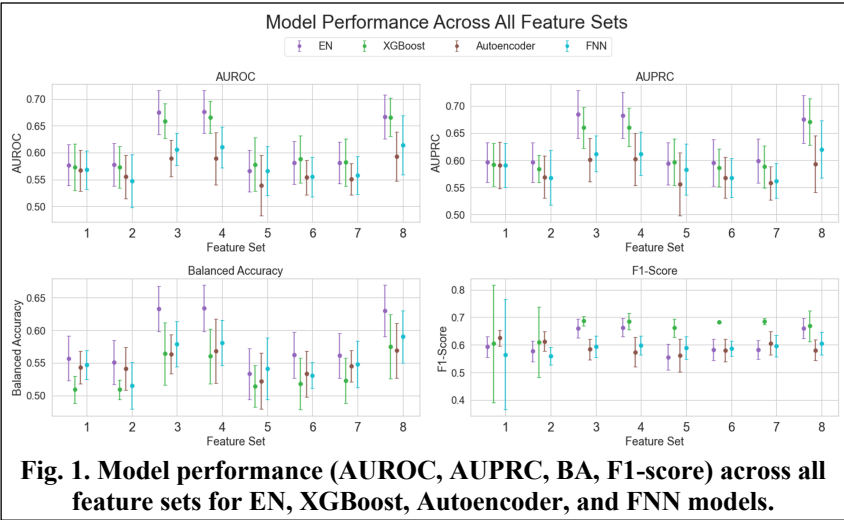 Model Performance Across All Feature Sets
EN XGBoost Autoencoder FNN
AUROC
AUROC
0.70
0.65
0.60
0.55
0.50
1 2 3 4 5 6 7 8
Feature Set
AUPRC
AUPRC
0.70
0.65
0.60
0.55
0.50
1 2 3 4 5 6 7 8
Feature Set
Balanced Accuracy
Balanced Accuracy
0.65
0.60
0.55
0.50
1 2 3 4 5 6 7 8
Feature Set
F1-Score
F1-Score
0.8
0.7
0.6
0.5
0.4
1 2 3 4 5 6 7 8
Feature Set
Fig. 1. Model performance (AUROC, AUPRC, BA, F1-score) across all
feature sets for EN, XGBoost, Autoencoder, and FNN models.